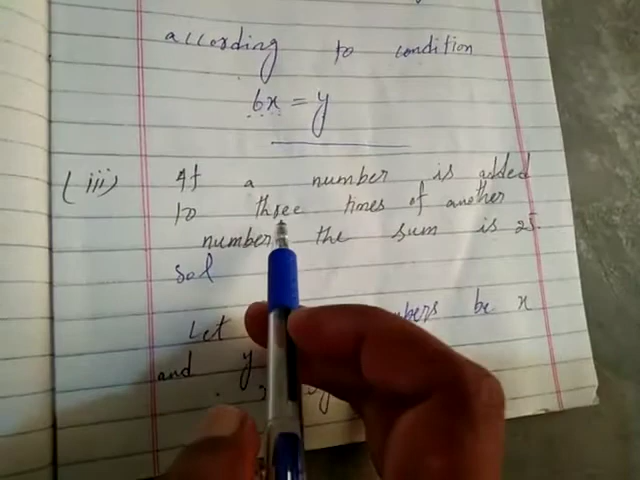 according to condition
6x = y
(iii) If a number is added
to three times of another
number the sum is 25.
Sol
Let be x
and y